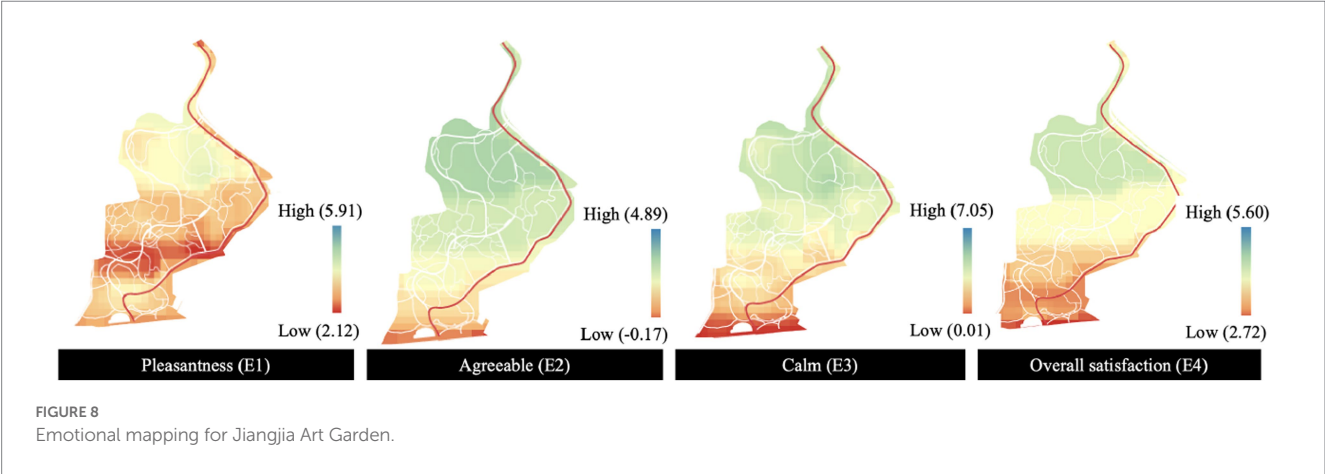 High (5.91)
Low (2.12)
Pleasantness (E1)
High (4.89)
Low (-0.17)
Agreeable (E2)
High (7.05)
Low (0.01)
Calm (E3)
High (5.60)
Low (2.72)
Overall satisfaction (E4)
FIGURE 8
Emotional mapping for Jiangjia Art Garden.